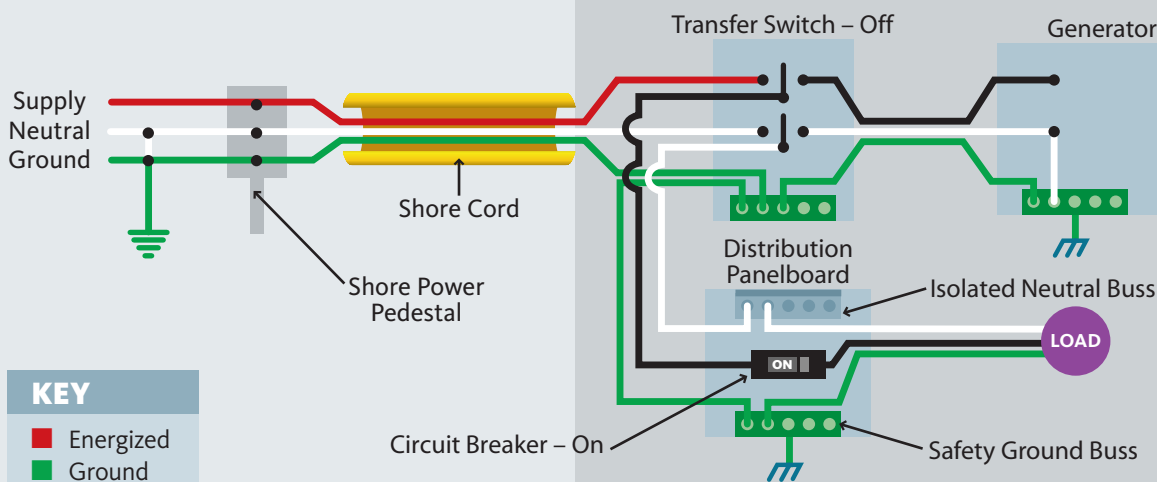 Transfer Switch – Off
Generator
Supply
Neutral
Ground
Shore Cord
Shore Power
Pedestal
Distribution
Panelboard
Isolated Neutral Buss
LOAD
ON
Circuit Breaker – On
Safety Ground Buss
KEY
Energized
Ground